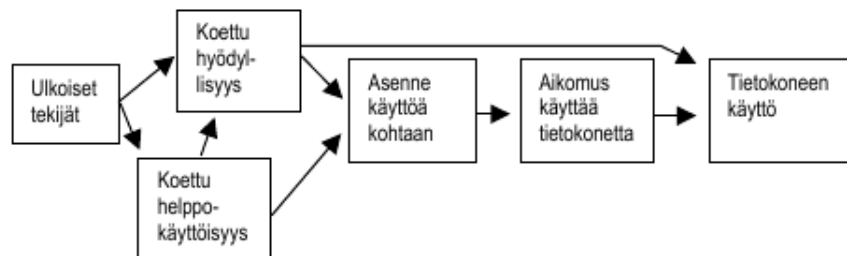 Ulkoiset
tekijät
Koettu
hyödyl-
lisyys
Koettu
helppo-
käyttöisyys
Asenne
käyttöä
kohtaan
Aikomus
käyttää
tietokonetta
Tietokoneen
käyttö